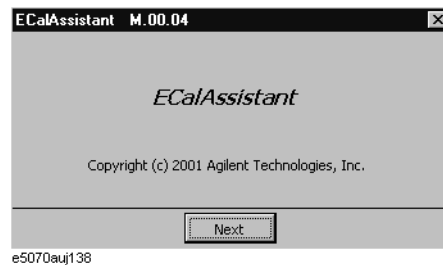 ECalAssistant M.00.04
ECalAssistant
Copyright (c) 2001 Agilent Technologies, Inc.
Next
e5070auj138